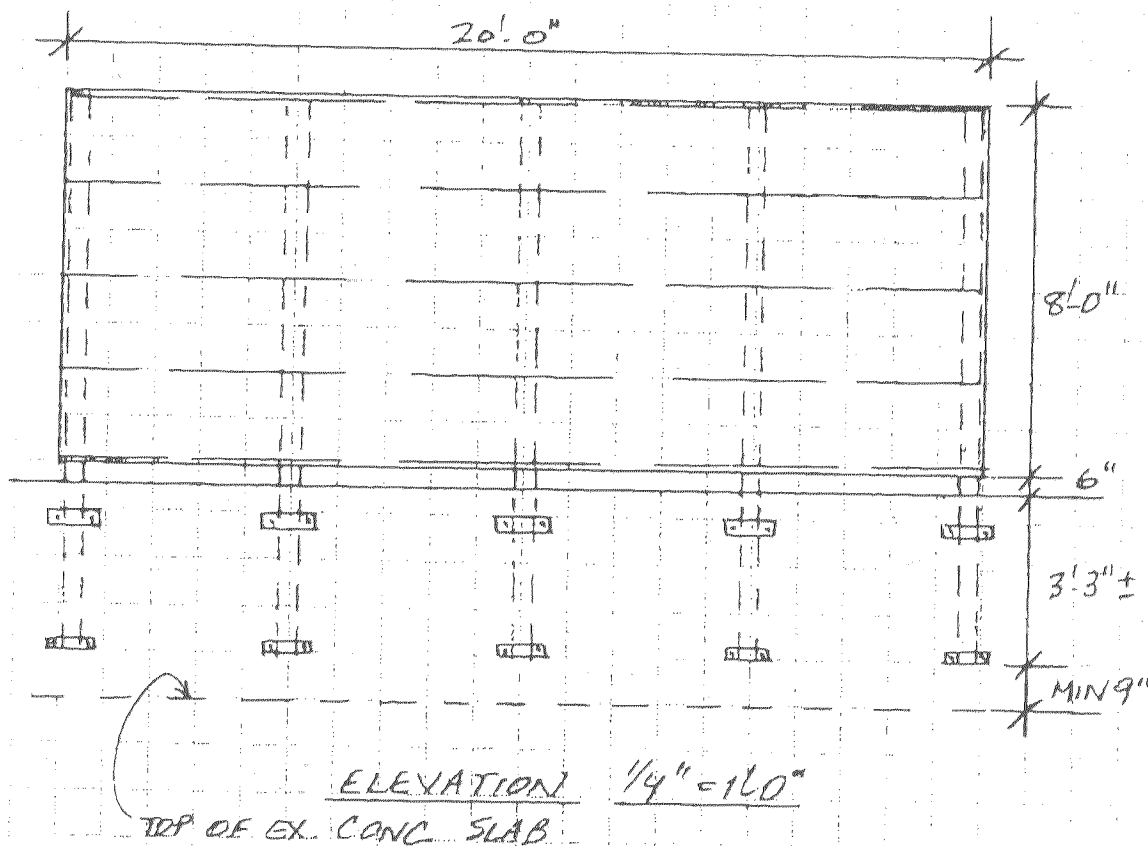 20'-0"
8'-0"
6"
3'-3" ±
MIN 9"
ELEVATION 1/4" = 1'-0"
TOP OF EX. CONC. SLAB